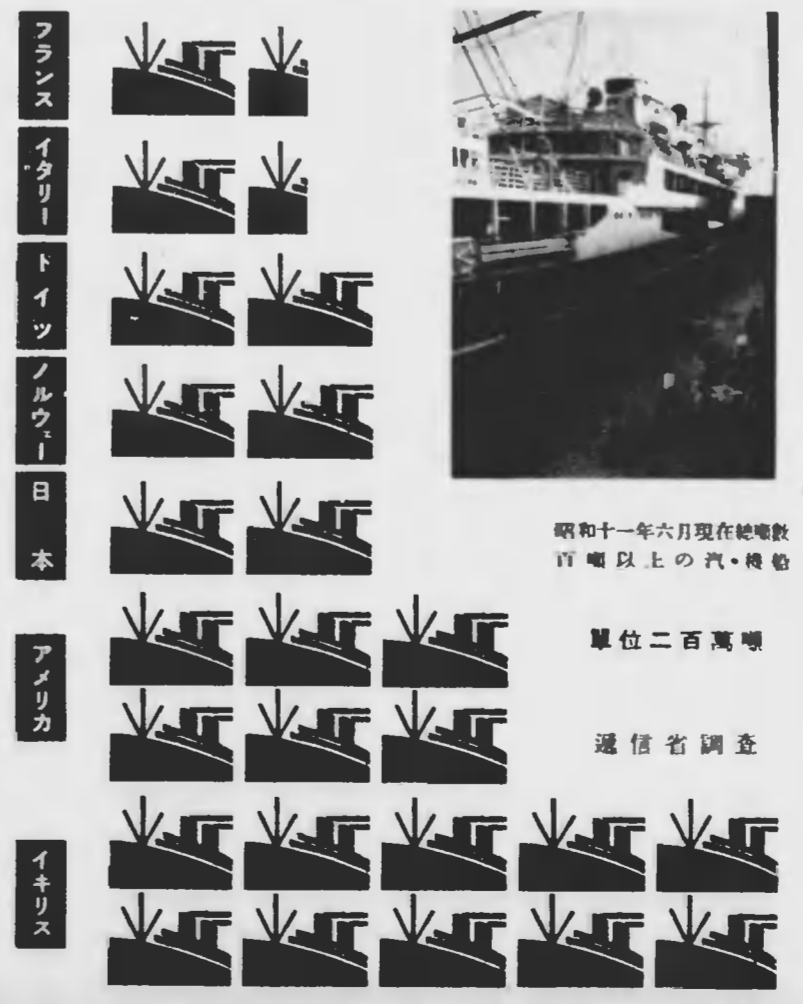 フランス
イタリー
ドイツ
ノルウェー
日本
アメリカ
イギリス
昭和十一年六月現在總噸數
百噸以上の汽・機船
單位二百萬噸
遞信省調査